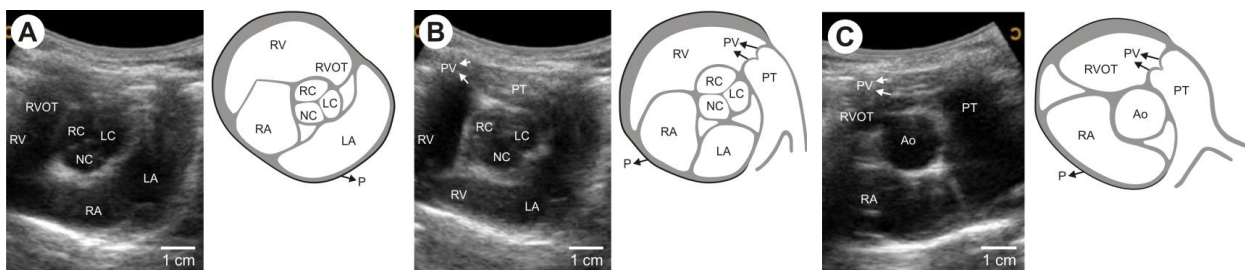 A
RVOT
RV
RC
LC
NC
LA
RA
1 cm
RV
RVOT
RC
LC
NC
RA
LA
P
B
PV
PT
RC
LC
RV
NC
RV
LA
1 cm
PV
RV
PT
RC
LC
NC
RA
LA
P
C
PV
PT
RVOT
Ao
RA
1 cm
PV
RVOT
PT
Ao
RA
P